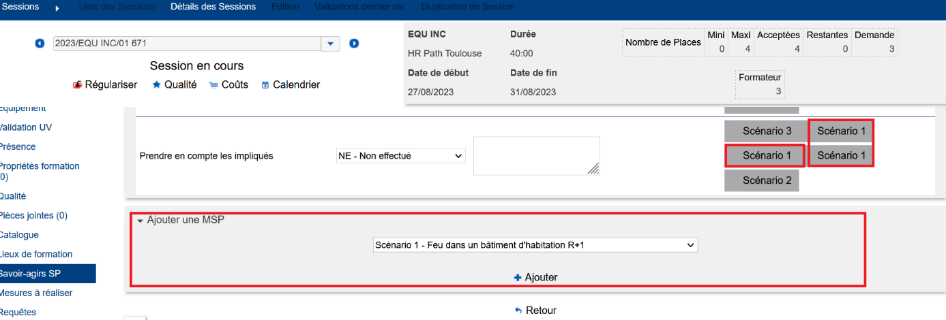 Sessions Liste des Sessions Détails des Sessions Edition Validations dernier niv. Duplication de Session
2023/EQU INC/01 671
Session en cours
Régulariser Qualité Coûts Calendrier
EQU INC Durée
HR Path Toulouse 40:00
Date de début Date de fin
27/08/2023 31/08/2023
Nombre de Places Mini Maxi Acceptées Restantes Demande
0 4 4 0 3
Formateur
3
Equipement
Validation UV
Présence
Propriétés formation
(0)
Qualité
Pièces jointes (0)
Catalogue
Lieux de formation
Savoir-agirs SP
Mesures à réaliser
Requêtes
Prendre en compte les impliqués NE - Non effectué
Scénario 3 Scénario 1
Scénario 1 Scénario 1
Scénario 2
Ajouter une MSP
Scénario 1 - Feu dans un bâtiment d'habitation R+1
Ajouter
Retour